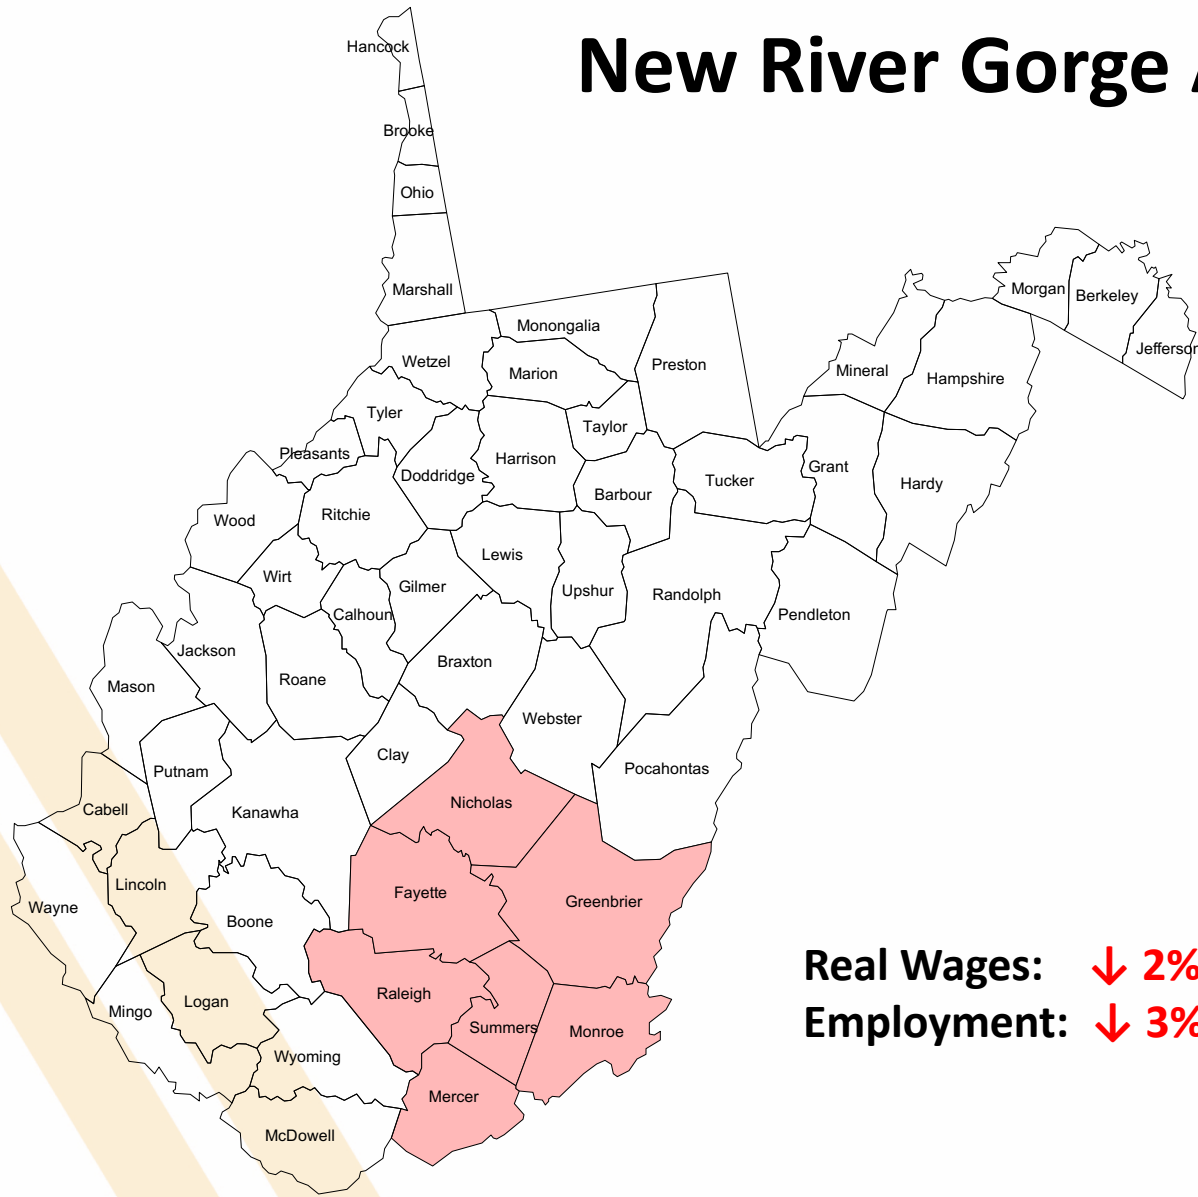 New River Gorge
Hancock
Brooke
Ohio
Marshall
Morgan
Berkeley
Jefferson
Monongalia
Wetzel
Marion
Preston
Mineral
Hampshire
Tyler
Taylor
Pleasants
Harrison
Doddridge
Barbour
Tucker
Grant
Hardy
Wood
Ritchie
Lewis
Wirt
Gilmer
Upshur
Randolph
Calhoun
Pendleton
Jackson
Braxton
Roane
Mason
Webster
Clay
Putnam
Pocahontas
Nicholas
Cabell
Kanawha
Lincoln
Fayette
Greenbrier
Wayne
Boone
Real Wages: ↓ 2%
Raleigh
Logan
Mingo
Employment: ↓ 3%
Summers
Monroe
Wyoming
Mercer
McDowell